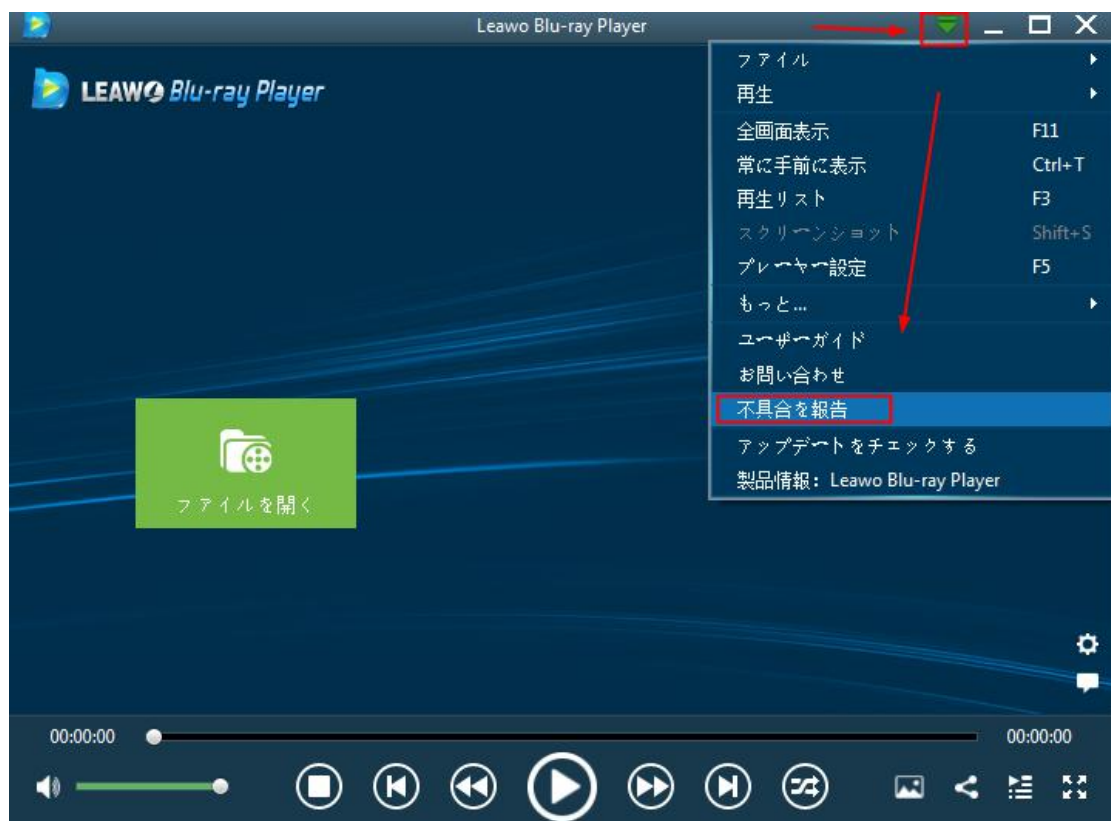 Leawo Blu-ray Player
LEAWO Blu-ray Player
ファイル
再生
全画面表示 F11
常に手前に表示 Ctrl+T
再生リスト F3
スクリーンショット Shift+S
プレーヤー設定 F5
もっと...
ユーザーガイド
お問い合わせ
不具合を報告
アップデートをチェックする
製品情報: Leawo Blu-ray Player
ファイルを開く
00:00:00 00:00:00